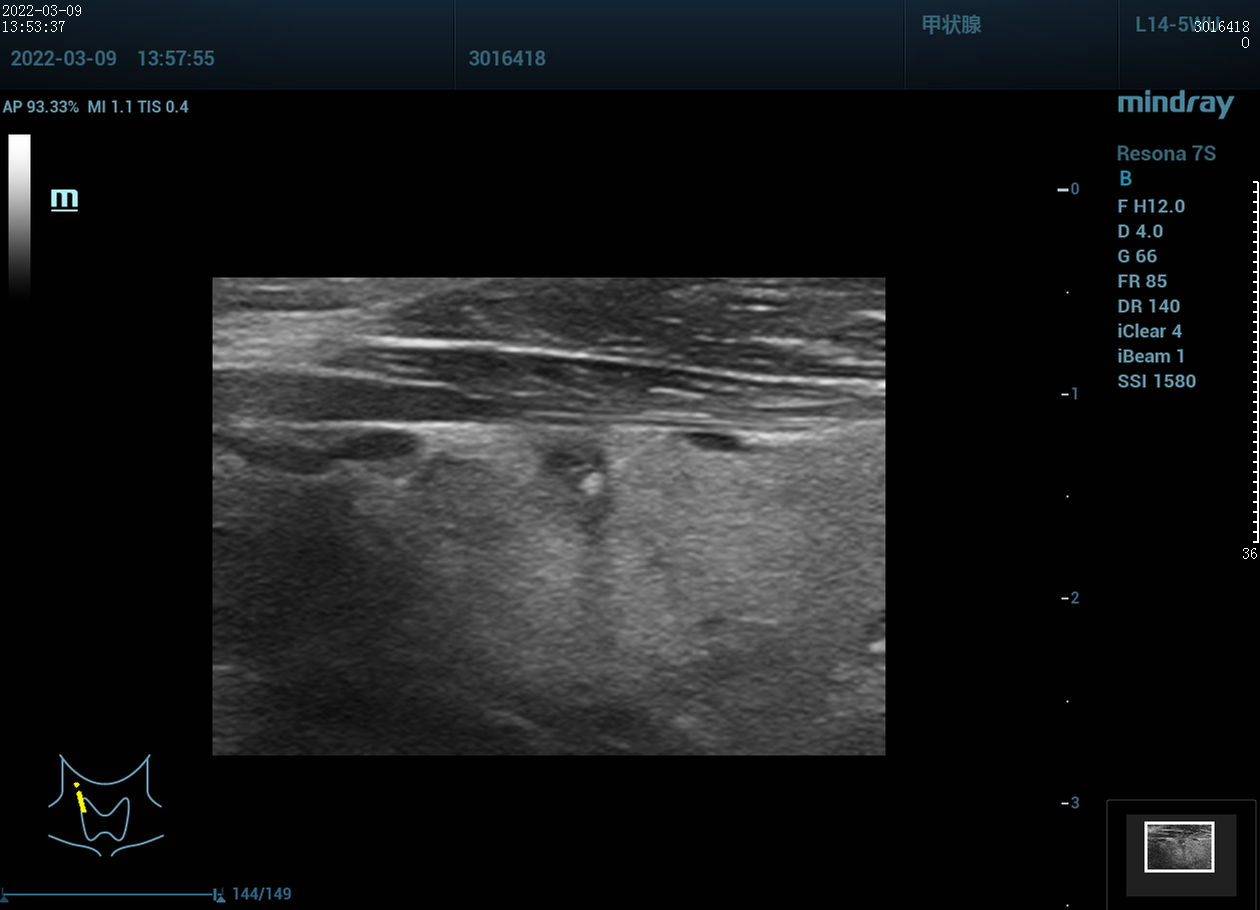 2022-03-09
13:53:37
甲状腺
L14-5W
3016418
0
2022-03-09 13:57:55
3016418
AP 93.33% MI 1.1 TIS 0.4
mindray
m
Resona 7S
B
F H12.0
D 4.0
G 66
FR 85
DR 140
iClear 4
iBeam 1
SSI 1580
0
1
2
3
36
144/149